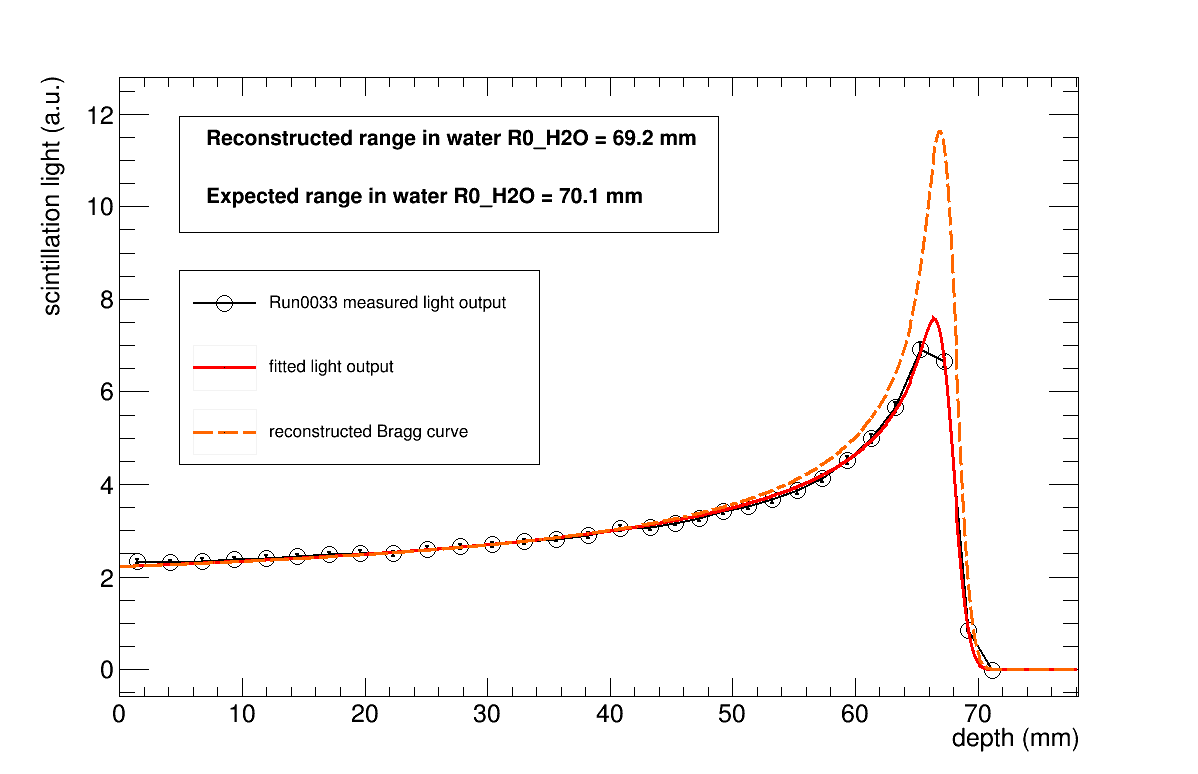 scintillation light (a.u.)
12
10
8
6
4
2
0
Reconstructed range in water R0_H2O = 69.2 mm
Expected range in water R0_H2O = 70.1 mm
Run0033 measured light output
fitted light output
reconstructed Bragg curve
0 10 20 30 40 50 60 70
depth (mm)